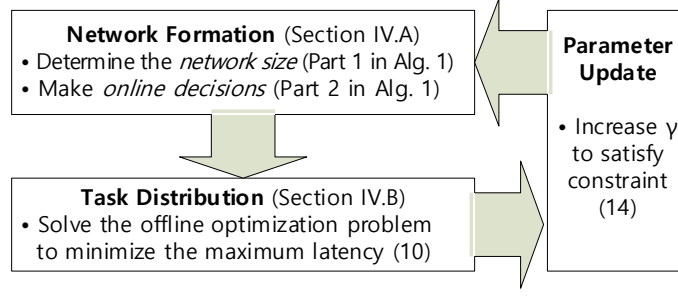 Network Formation (Section IV.A)
• Determine the network size (Part 1 in Alg. 1)
• Make online decisions (Part 2 in Alg. 1)
Task Distribution (Section IV.B)
• Solve the offline optimization problem
to minimize the maximum latency (10)
Parameter
Update
• Increase γ
to satisfy
constraint
(14)